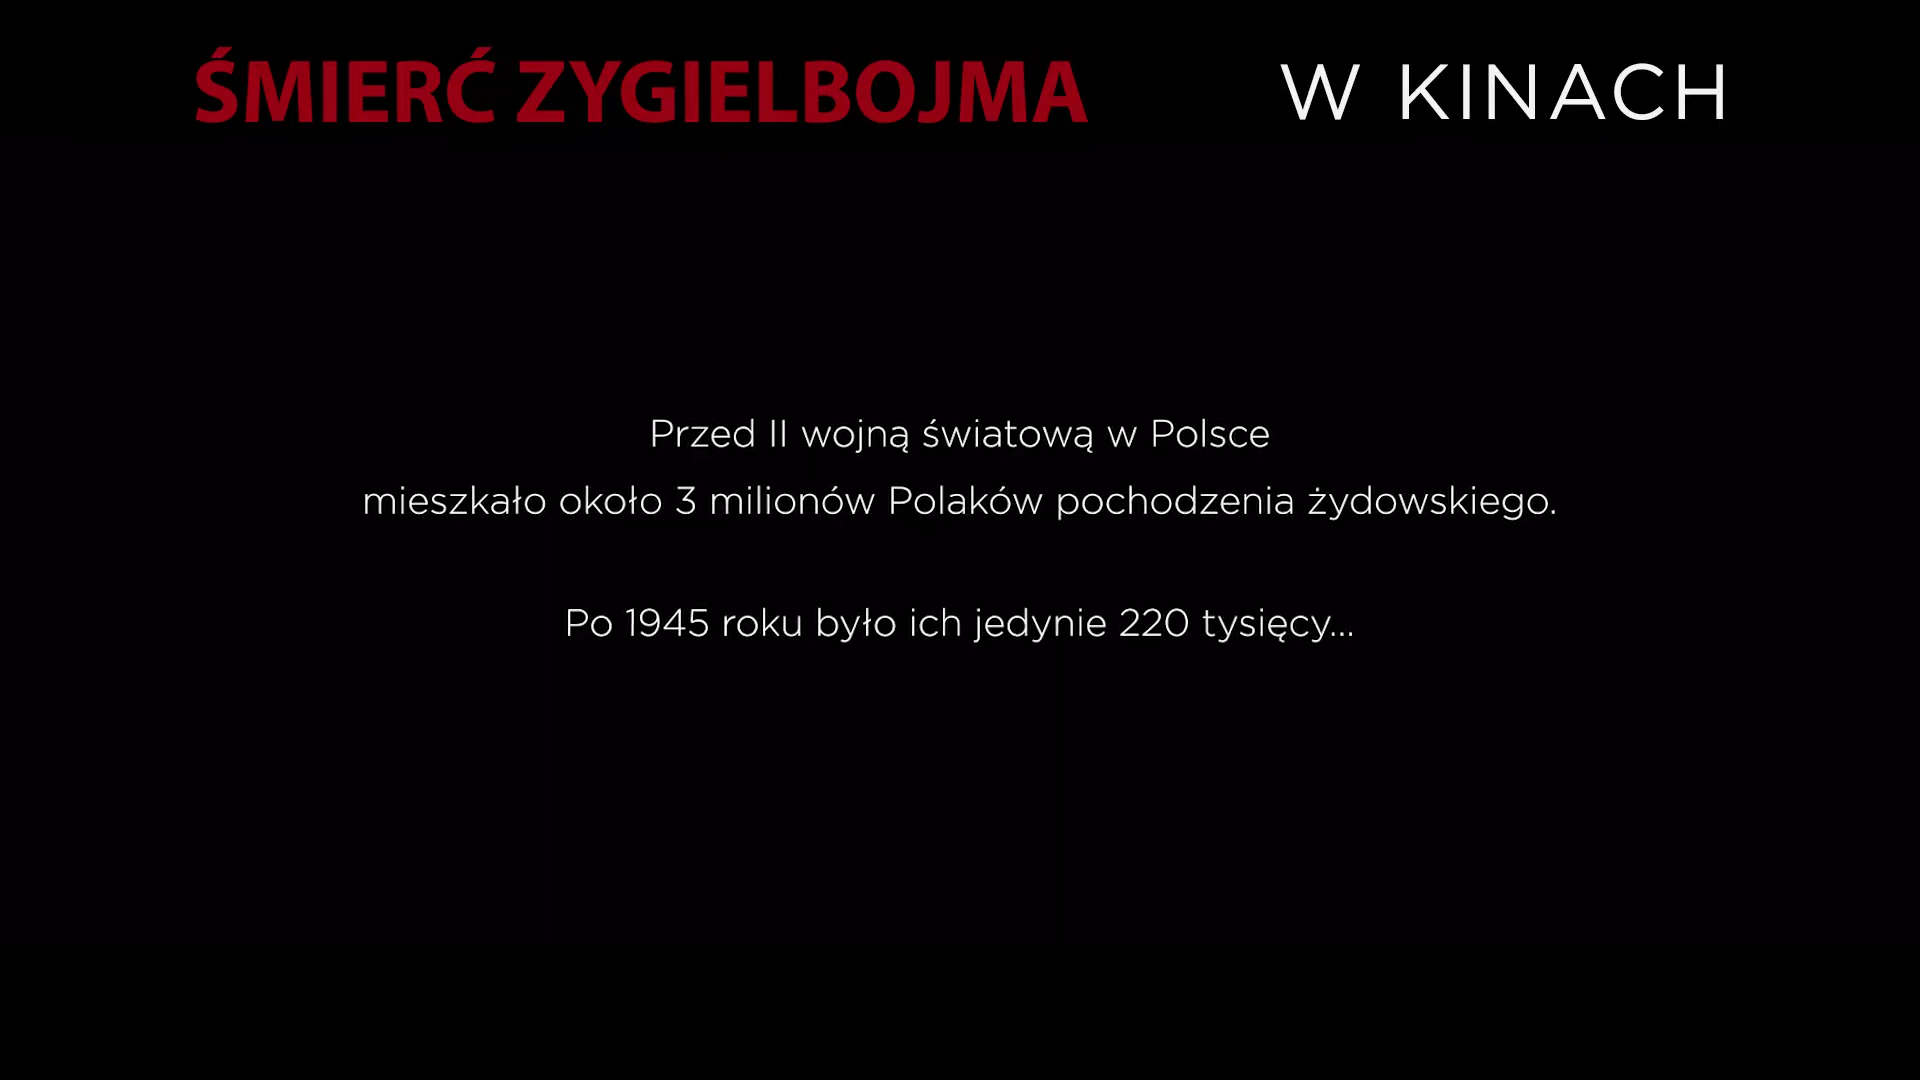 ŚMIERĆ ZYGIELBOJMA W KINACH
Przed II wojną światową w Polsce
mieszkało około 3 milionów Polaków pochodzenia żydowskiego.
Po 1945 roku było ich jedynie 220 tysięcy...